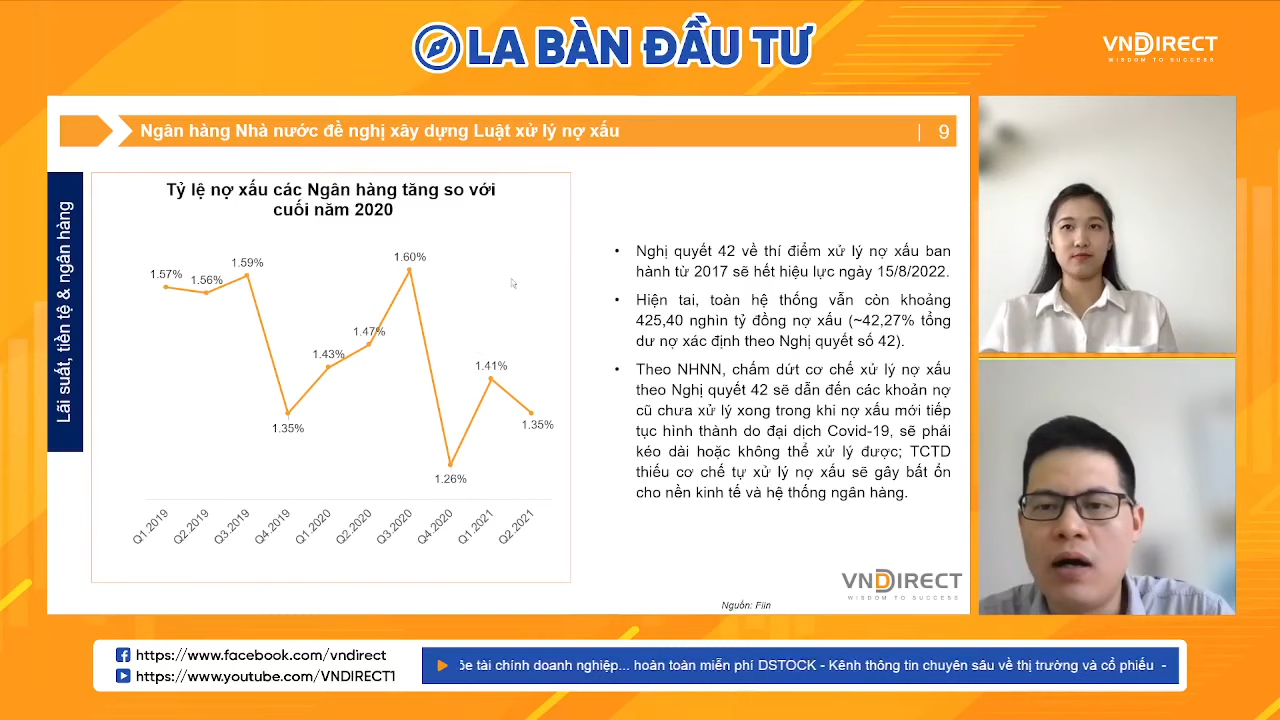 LA BÀN ĐẦU TƯ
VNDIRECT
WISDOM TO SUCCESS
Ngân hàng Nhà nước đề nghị xây dựng Luật xử lý nợ xấu
| 9
Lãi suất, tiền tệ & ngân hàng
Tỷ lệ nợ xấu các Ngân hàng tăng so với
cuối năm 2020
1.57%
1.56%
1.59%
1.35%
1.43%
1.47%
1.60%
1.26%
1.41%
1.35%
Q1.2019
Q2.2019
Q3.2019
Q4.2019
Q1.2020
Q2.2020
Q3.2020
Q4.2020
Q1.2021
Q2.2021
• Nghị quyết 42 về thí điểm xử lý nợ xấu ban
hành từ 2017 sẽ hết hiệu lực ngày 15/8/2022.
• Hiện tai, toàn hệ thống vẫn còn khoảng
425,40 nghìn tỷ đồng nợ xấu (~42,27% tổng
dư nợ xác định theo Nghị quyết số 42).
• Theo NHNN, chấm dứt cơ chế xử lý nợ xấu
theo Nghị quyết 42 sẽ dẫn đến các khoản nợ
cũ chưa xử lý xong trong khi nợ xấu mới tiếp
tục hình thành do đại dịch Covid-19, sẽ phải
kéo dài hoặc không thể xử lý được; TCTD
thiếu cơ chế tự xử lý nợ xấu sẽ gây bất ổn
cho nền kinh tế và hệ thống ngân hàng.
VNDIRECT
WISDOM TO SUCCESS
Nguồn: Fiin
https://www.facebook.com/vndirect
https://www.youtube.com/VNDIRECT1
tài chính doanh nghiệp... hoàn toàn miễn phí DSTOCK - Kênh thông tin chuyên sâu về thị trường và cổ phiếu -